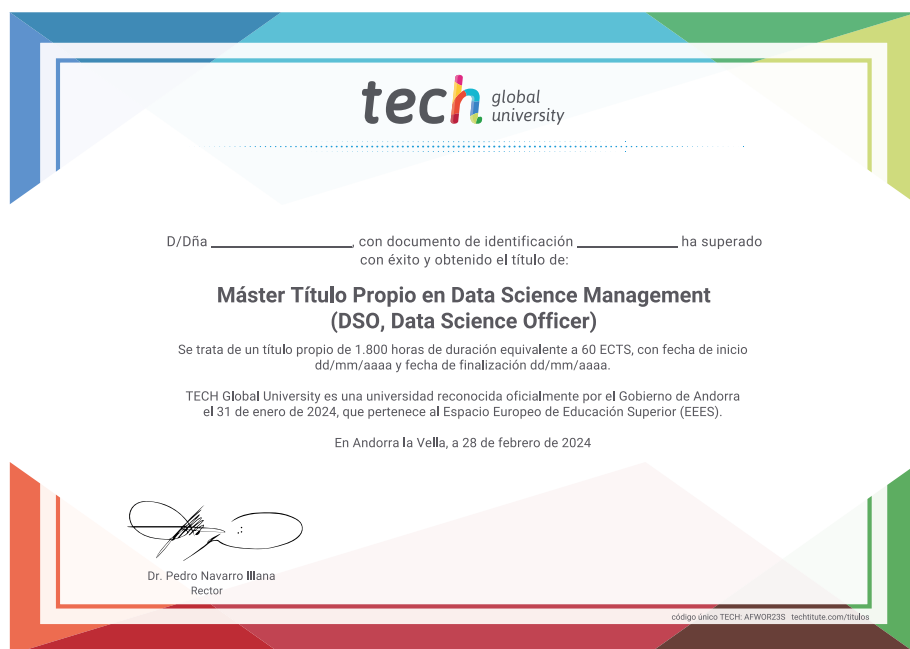 tech global university
D/Dña ____________________, con documento de identificación ______________ ha superado
con éxito y obtenido el título de:
Máster Título Propio en Data Science Management
(DSO, Data Science Officer)
Se trata de un título propio de 1.800 horas de duración equivalente a 60 ECTS, con fecha de inicio
dd/mm/aaaa y fecha de finalización dd/mm/aaaa.
TECH Global University es una universidad reconocida oficialmente por el Gobierno de Andorra
el 31 de enero de 2024, que pertenece al Espacio Europeo de Educación Superior (EEES).
En Andorra la Vella, a 28 de febrero de 2024
Dr. Pedro Navarro Illana
Rector
código único TECH: AFWOR23S techtitute.com/titulos